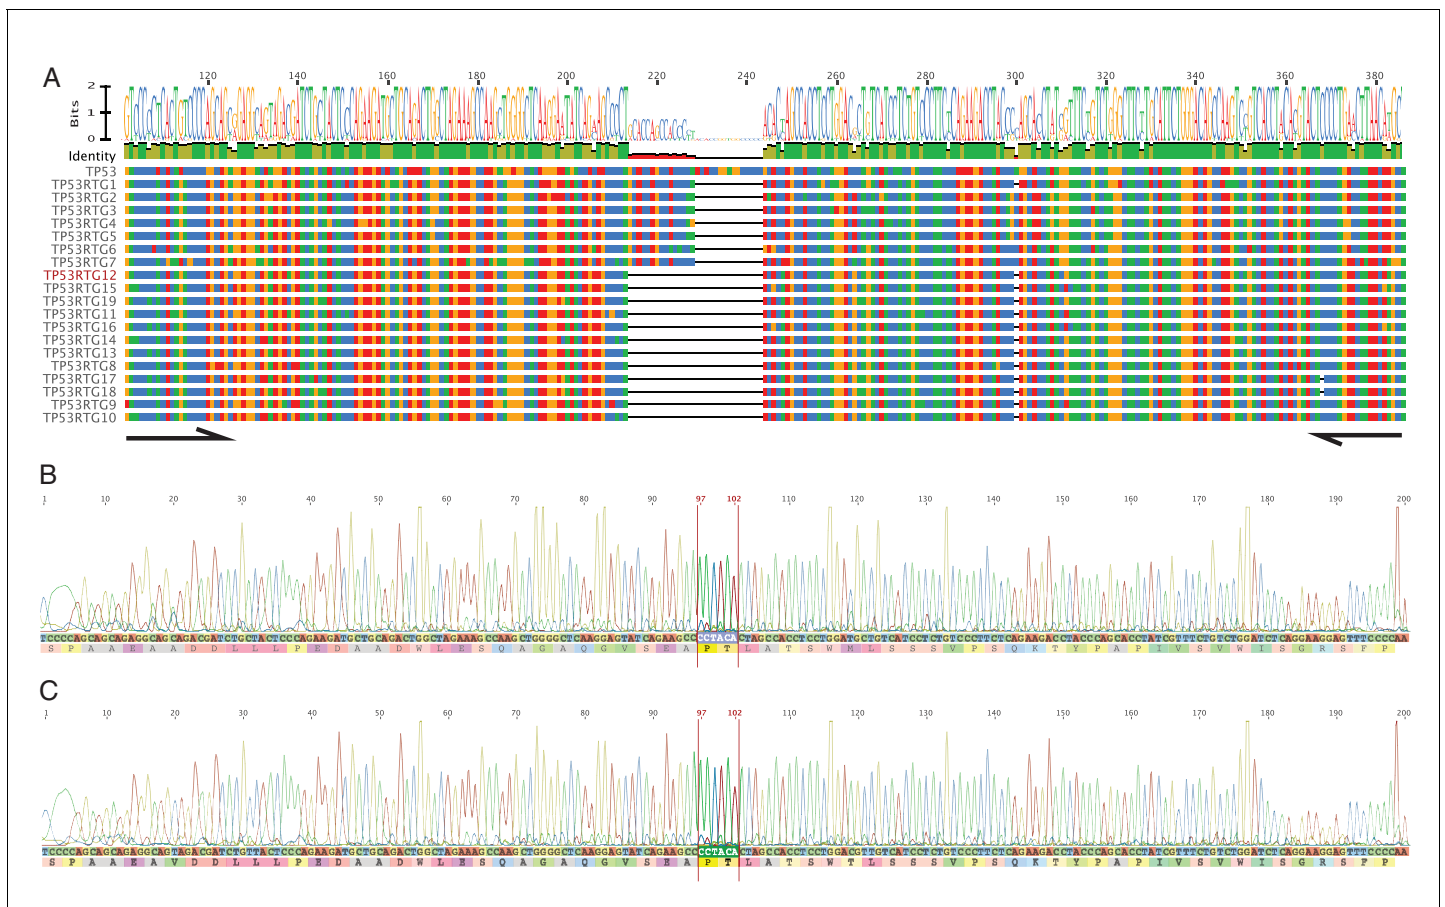 A
120 140 160 180 200 220 240 260 280 300 320 340 360 380
2
1
0
Bits
Identity
TP53
TP53RTG1
TP53RTG2
TP53RTG3
TP53RTG4
TP53RTG5
TP53RTG6
TP53RTG7
TP53RTG12
TP53RTG15
TP53RTG19
TP53RTG11
TP53RTG16
TP53RTG14
TP53RTG13
TP53RTG8
TP53RTG17
TP53RTG18
TP53RTG9
TP53RTG10
B
1 10 20 30 40 50 60 70 80 90 97 102 110 120 130 140 150 160 170 180 190 200
TCCCCAGCAGCAGAGGCAGCAGACGATCTGCTACTCCCAGAAGATGCTGCAGACTGGCTAGAAAGCCAAGCTGGGGCTCAAGGAGTATCAGAAGCCCCTACACTAGCCACCTCCTGGATGCTGTCATCCTCTGTCCCTTCTCAGAAGACCTACCCAGCACCTATCGTTTCTGTCTGGATCTCAGGAAGGAGTTTCCCCAA
S P A A E A A D D L L L P E D A A D W L E S Q A G A Q G V S E A P T L A T S W M L S S S V P S Q K T Y P A P I V S V W I S G R S F P
C
1 10 20 30 40 50 60 70 80 90 97 102 110 120 130 140 150 160 170 180 190 200
TCCCCAGCAGCAGAGGCAGTAGACGATCTGTTACTCCCAGAAGATGCTGCAGACTGGCTAGAAAGCCAAGCTGGGGCTCAAGGAGTATCAGAAGCCCCTACACTAGCCACCTCCTGGACGTTGTCATCCTCTGTCCCTTCTCAGAAGACCTACCCAGCACCTATCGTTTCTGTCTGGATCTCAGGAAGGAGTTTCCCCAA
S P A A E A V D D L L L P E D A A D W L E S Q A G A Q G V S E A P T L A T S W T L S S S V P S Q K T Y P A P I V S V W I S G R S F P